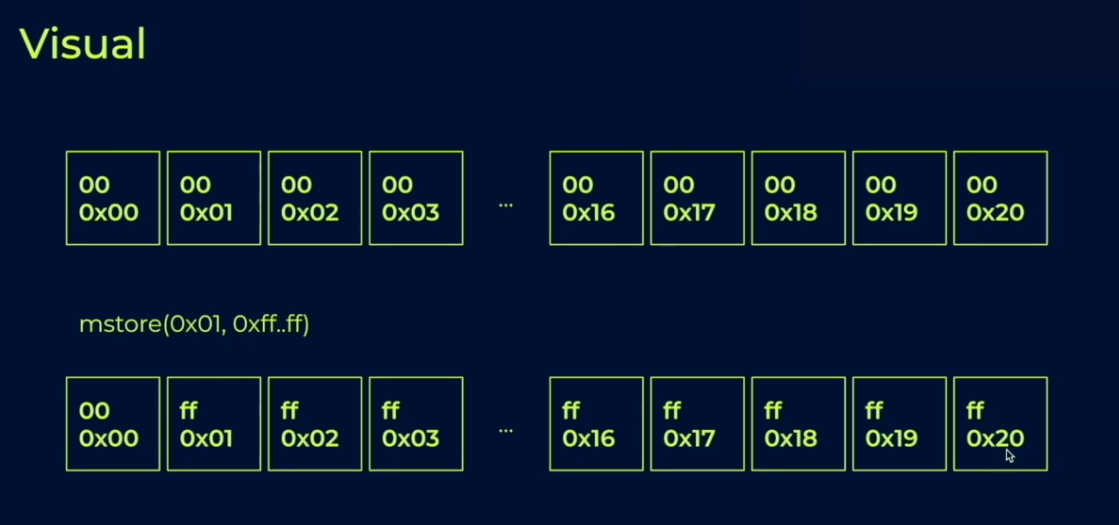 Visual
00 00 00 00 ... 00 00 00 00 00
0x00 0x01 0x02 0x03 0x16 0x17 0x18 0x19 0x20
mstore(0x01, 0xff..ff)
00 ff ff ff ... ff ff ff ff ff
0x00 0x01 0x02 0x03 0x16 0x17 0x18 0x19 0x20